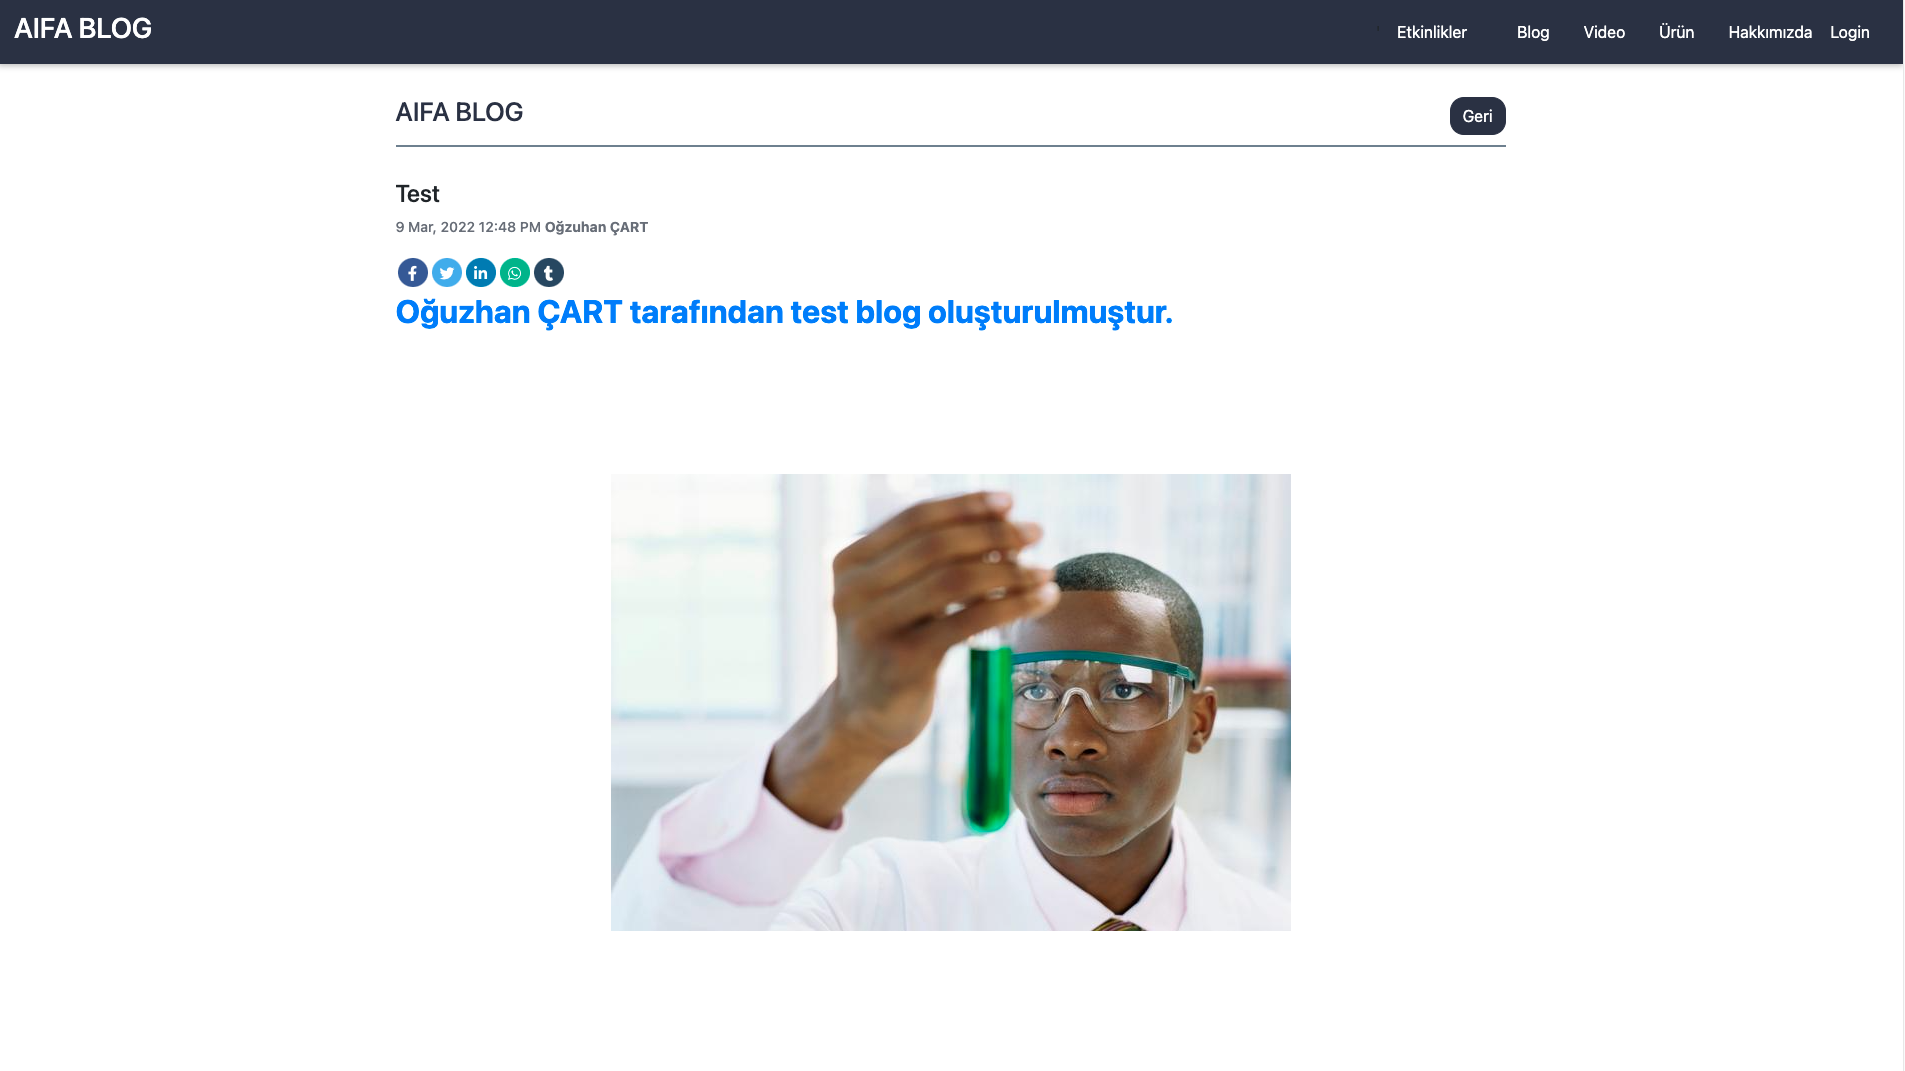 AIFA BLOG
Etkinlikler Blog Video Ürün Hakkımızda Login
AIFA BLOG
Geri
Test
9 Mar, 2022 12:48 PM Oğzuhan ÇART
Oğuzhan ÇART tarafından test blog oluşturulmuştur.